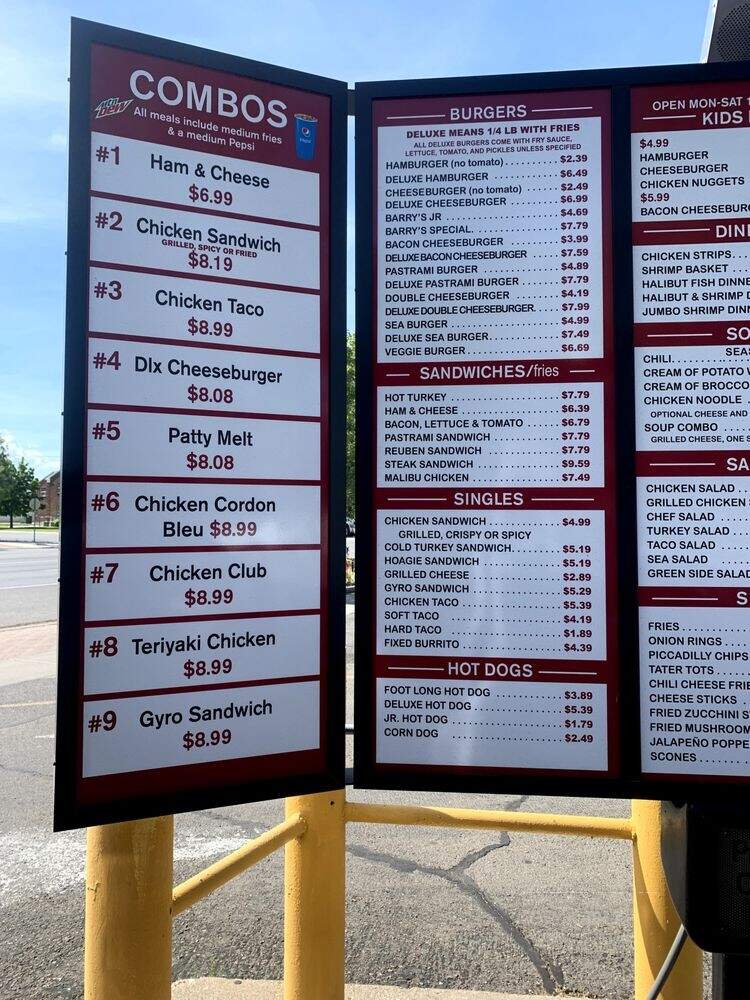 Mtn DEW
COMBOS
All meals include medium fries
& a medium Pepsi
pepsi
#1 Ham & Cheese
$6.99
#2 Chicken Sandwich
GRILLED, SPICY OR FRIED
$8.19
#3 Chicken Taco
$8.99
#4 Dlx Cheeseburger
$8.08
#5 Patty Melt
$8.08
#6 Chicken Cordon
Bleu $8.99
#7 Chicken Club
$8.99
#8 Teriyaki Chicken
$8.99
#9 Gyro Sandwich
$8.99
BURGERS
DELUXE MEANS 1/4 LB WITH FRIES
ALL DELUXE BURGERS COME WITH FRY SAUCE,
LETTUCE, TOMATO, AND PICKLES UNLESS SPECIFIED
HAMBURGER (no tomato) $2.39
DELUXE HAMBURGER $6.49
CHEESEBURGER (no tomato) $2.49
DELUXE CHEESEBURGER $6.99
BARRY'S JR $4.69
BARRY'S SPECIAL $7.79
BACON CHEESEBURGER $3.99
DELUXE BACON CHEESEBURGER $7.59
PASTRAMI BURGER $4.89
DELUXE PASTRAMI BURGER $7.79
DOUBLE CHEESEBURGER $4.19
DELUXE DOUBLE CHEESEBURGER $7.99
SEA BURGER $4.99
DELUXE SEA BURGER $7.49
VEGGIE BURGER $6.69
SANDWICHES/fries
HOT TURKEY $7.79
HAM & CHEESE $6.39
BACON, LETTUCE & TOMATO $6.79
PASTRAMI SANDWICH $7.79
REUBEN SANDWICH $7.79
STEAK SANDWICH $9.59
MALIBU CHICKEN $7.49
SINGLES
CHICKEN SANDWICH $4.99
GRILLED, CRISPY OR SPICY
COLD TURKEY SANDWICH $5.19
HOAGIE SANDWICH $5.19
GRILLED CHEESE $2.89
GYRO SANDWICH $5.29
CHICKEN TACO $5.39
SOFT TACO $4.19
HARD TACO $1.89
FIXED BURRITO $4.39
HOT DOGS
FOOT LONG HOT DOG $3.89
DELUXE HOT DOG $5.39
JR. HOT DOG $1.79
CORN DOG $2.49
OPEN MON-SAT
KIDS
$4.99
HAMBURGER
CHEESEBURGER
CHICKEN NUGGETS
$5.99
BACON CHEESEBURG
DIN
CHICKEN STRIPS
SHRIMP BASKET
HALIBUT FISH DINNE
HALIBUT & SHRIMP D
JUMBO SHRIMP DIN
SO
SEAS
CHILI
CREAM OF POTATO
CREAM OF BROCCO
CHICKEN NOODLE
OPTIONAL CHEESE AND
SOUP COMBO
GRILLED CHEESE, ONE S
SA
CHICKEN SALAD
GRILLED CHICKEN
CHEF SALAD
TURKEY SALAD
TACO SALAD
SEA SALAD
GREEN SIDE SALAD
S
FRIES
ONION RINGS
PICCADILLY CHIPS
TATER TOTS
CHILI CHEESE FRIE
CHEESE STICKS
FRIED ZUCCHINI S
FRIED MUSHROOM
JALAPEÑO POPPE
SCONES